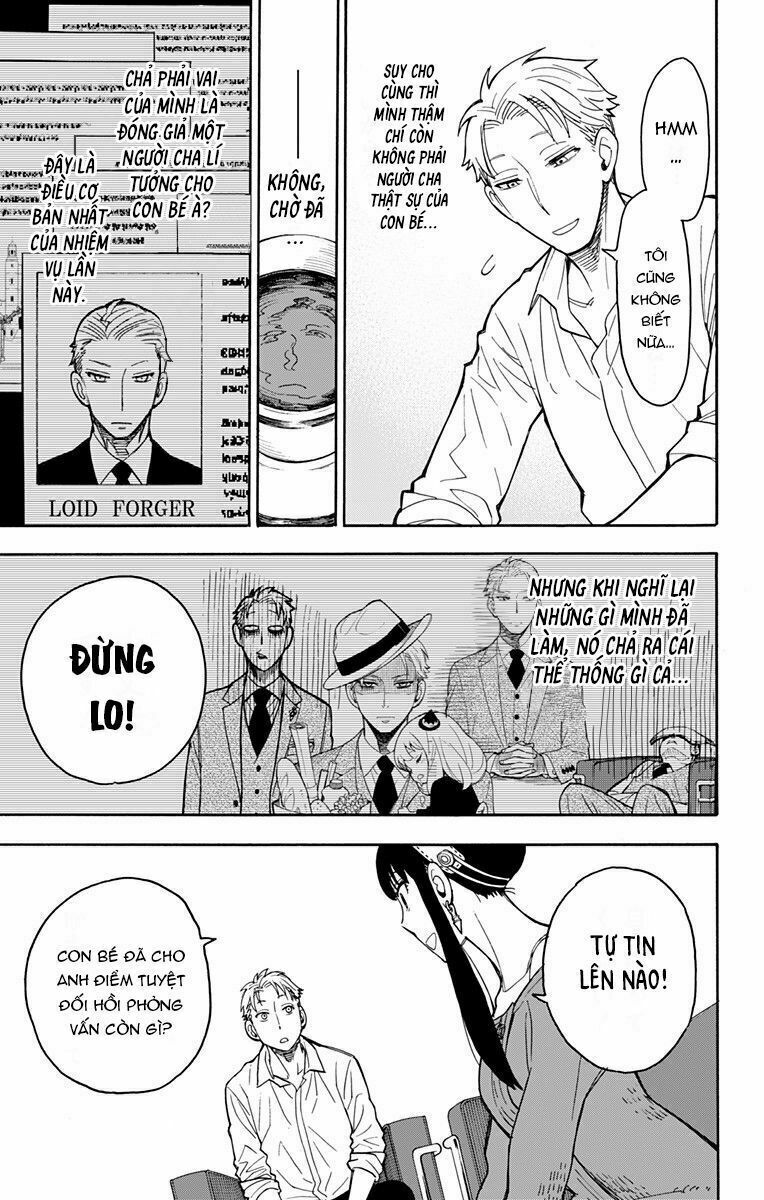 HMM
...
TÔI
CŨNG
KHÔNG
BIẾT
NỮA...
SUY CHO
CÙNG THÌ
MÌNH THẬM
CHÍ CÒN
KHÔNG PHẢI
NGƯỜI CHA
THẬT SỰ CỦA
CON BÉ...
...
KHÔNG,
CHỜ ĐÃ
CHẢ PHẢI VAI
CỦA MÌNH LÀ
ĐÓNG GIẢ MỘT
NGƯỜI CHA LÍ
TƯỞNG CHO
CON BÉ À?
ĐÂY LÀ
ĐIỀU CƠ
BẢN NHẤT
CỦA NHIỆM
VỤ LẦN
NÀY.
LOID FORGER
NHƯNG KHI NGHĨ LẠI
NHỮNG GÌ MÌNH ĐÃ
LÀM, NÓ CHẢ RA CÁI
THỂ THỐNG GÌ CẢ...
ĐỪNG
LO!
TỰ TIN
LÊN NÀO!
CON BÉ ĐÃ CHO
ANH ĐIỂM TUYỆT
ĐỐI HỒI PHỎNG
VẤN CÒN GÌ?